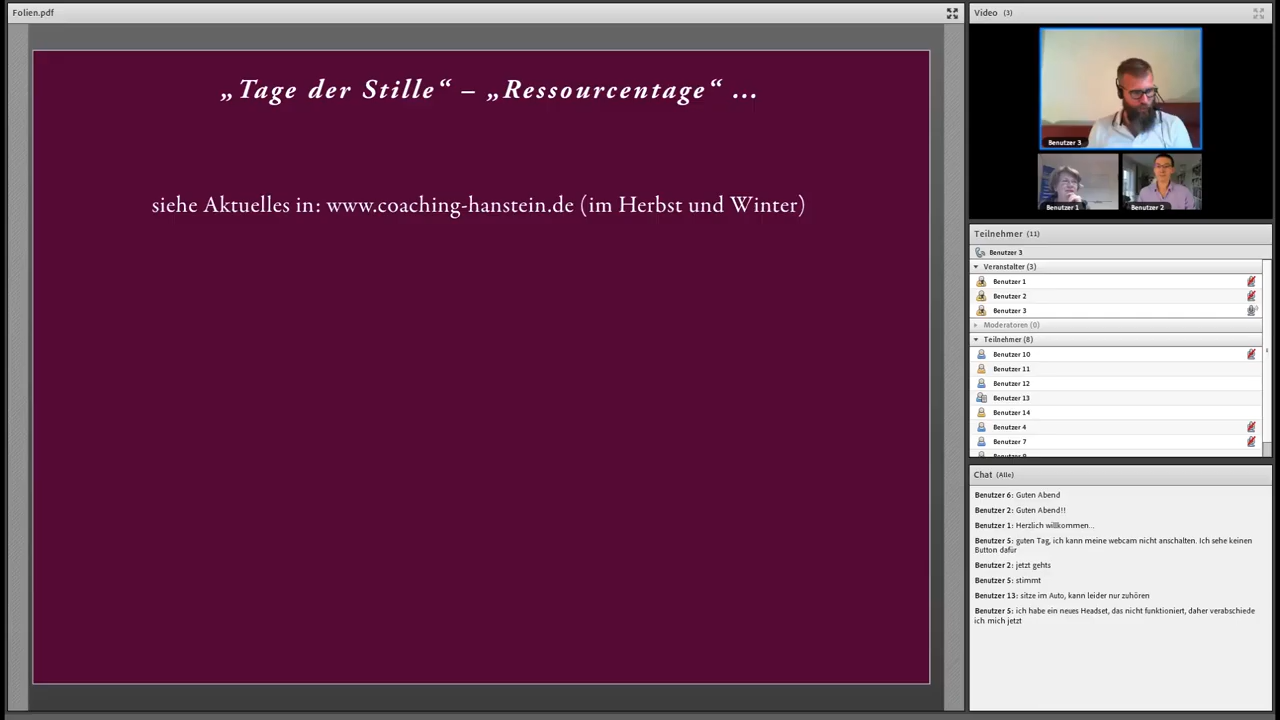 Folien.pdf
„Tage der Stille“ – „Ressourcentage“ ...
siehe Aktuelles in: www.coaching-hanstein.de (im Herbst und Winter)
Video (3)
Benutzer 3
Benutzer 1
Benutzer 2
Teilnehmer (11)
Benutzer 3
Veranstalter (3)
Benutzer 1
Benutzer 2
Benutzer 3
Moderatoren (0)
Teilnehmer (8)
Benutzer 10
Benutzer 11
Benutzer 12
Benutzer 13
Benutzer 14
Benutzer 4
Benutzer 7
Chat (Alle)
Benutzer 6: Guten Abend
Benutzer 2: Guten Abend!!
Benutzer 1: Herzlich willkommen...
Benutzer 5: guten Tag, ich kann meine webcam nicht anschalten. Ich sehe keinen
Button dafür
Benutzer 2: jetzt gehts
Benutzer 5: stimmt
Benutzer 13: sitze im Auto, kann leider nur zuhören
Benutzer 5: ich habe ein neues Headset, das nicht funktioniert, daher verabschiede
ich mich jetzt